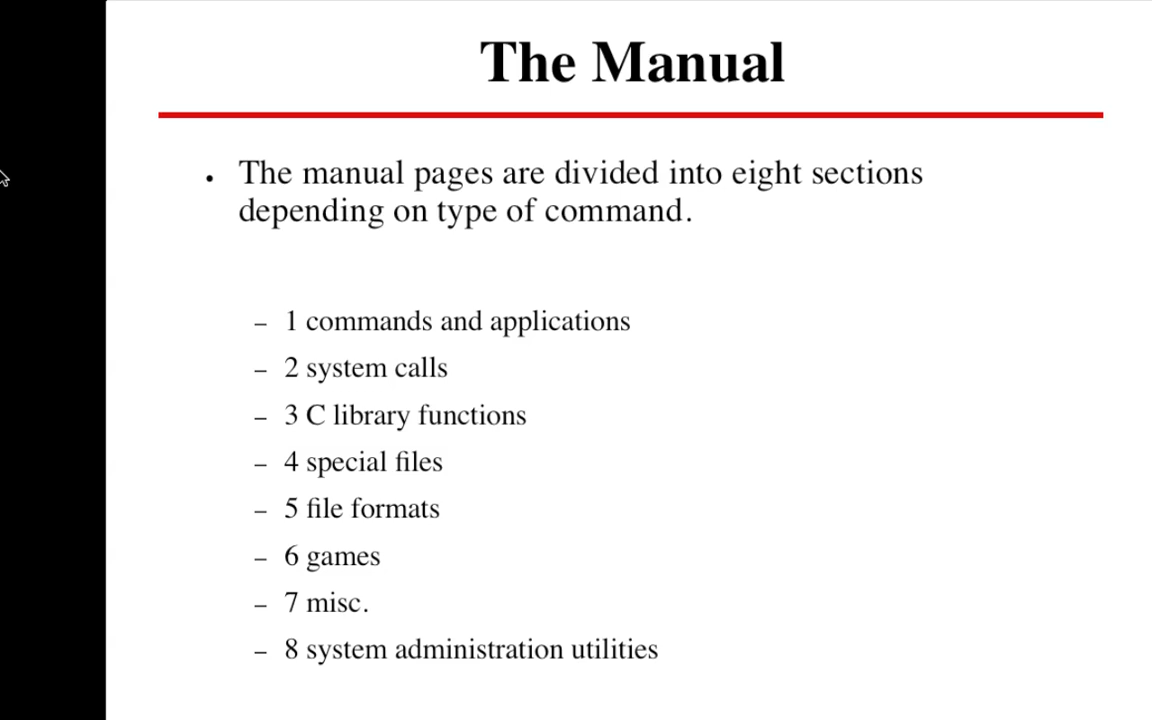 The Manual
• The manual pages are divided into eight sections
depending on type of command.
– 1 commands and applications
– 2 system calls
– 3 C library functions
– 4 special files
– 5 file formats
– 6 games
– 7 misc.
– 8 system administration utilities